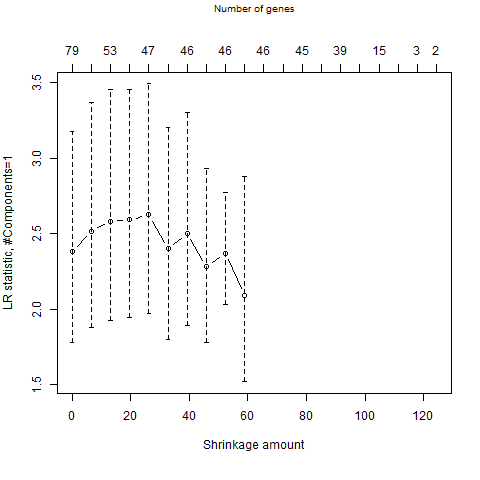 Number of genes
79 53 47 46 46 46 45 39 15 3 2
3.5
3.0
2.5
2.0
1.5
LR statistic, #Components=1
0 20 40 60 80 100 120
Shrinkage amount